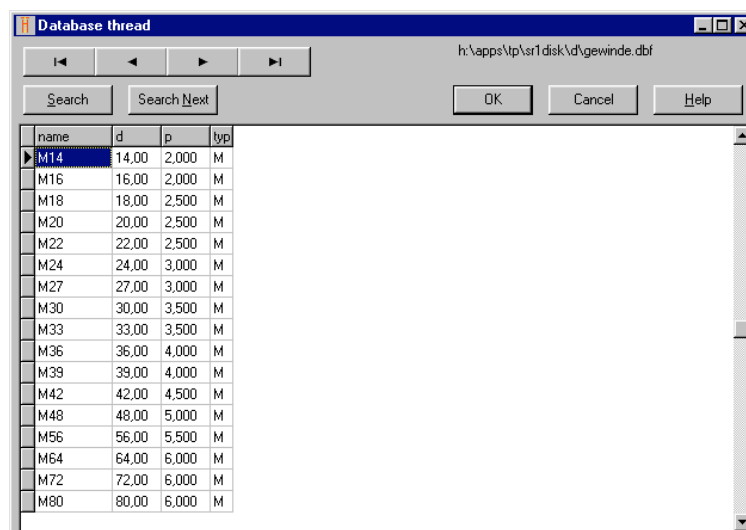 Database thread
h:\apps\tp\sr1disk\d\gewinde.dbf
Search Search Next OK Cancel Help
name d p typ
M14 14,00 2,000 M
M16 16,00 2,000 M
M18 18,00 2,500 M
M20 20,00 2,500 M
M22 22,00 2,500 M
M24 24,00 3,000 M
M27 27,00 3,000 M
M30 30,00 3,500 M
M33 33,00 3,500 M
M36 36,00 4,000 M
M39 39,00 4,000 M
M42 42,00 4,500 M
M48 48,00 5,000 M
M56 56,00 5,500 M
M64 64,00 6,000 M
M72 72,00 6,000 M
M80 80,00 6,000 M